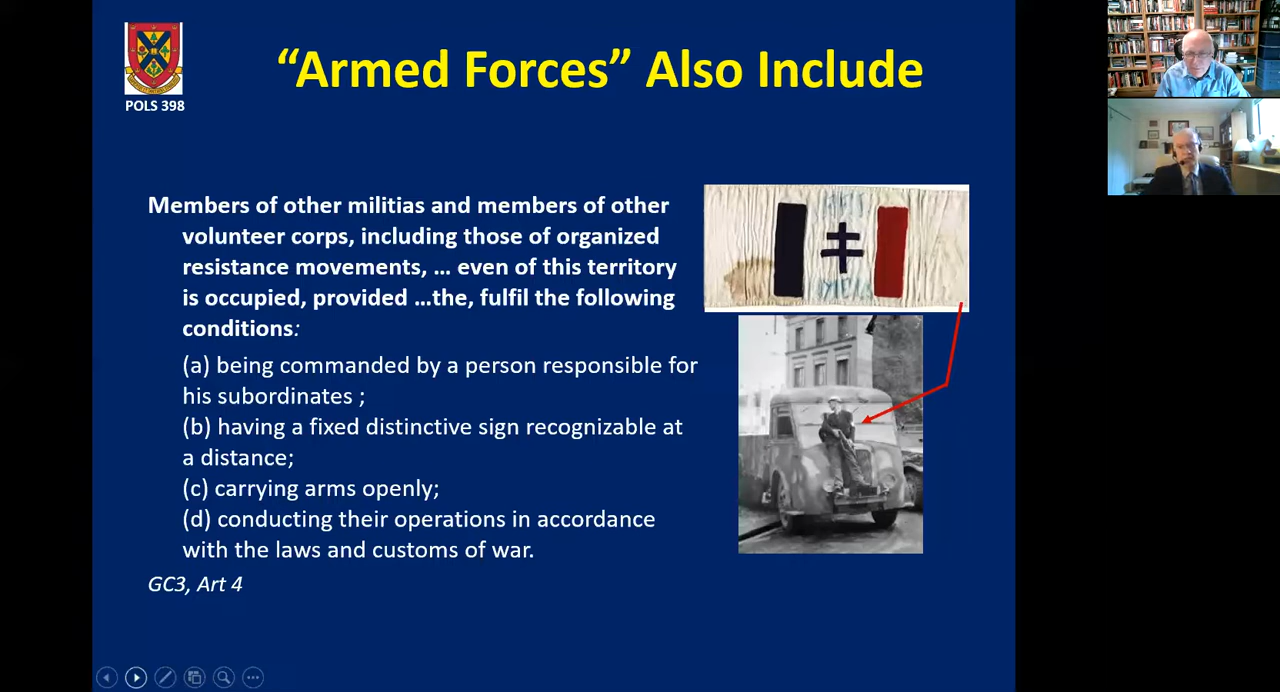 POLS 398
“Armed Forces” Also Include
Members of other militias and members of other
volunteer corps, including those of organized
resistance movements, … even of this territory
is occupied, provided …the, fulfil the following
conditions:
(a) being commanded by a person responsible for
his subordinates ;
(b) having a fixed distinctive sign recognizable at
a distance;
(c) carrying arms openly;
(d) conducting their operations in accordance
with the laws and customs of war.
GC3, Art 4